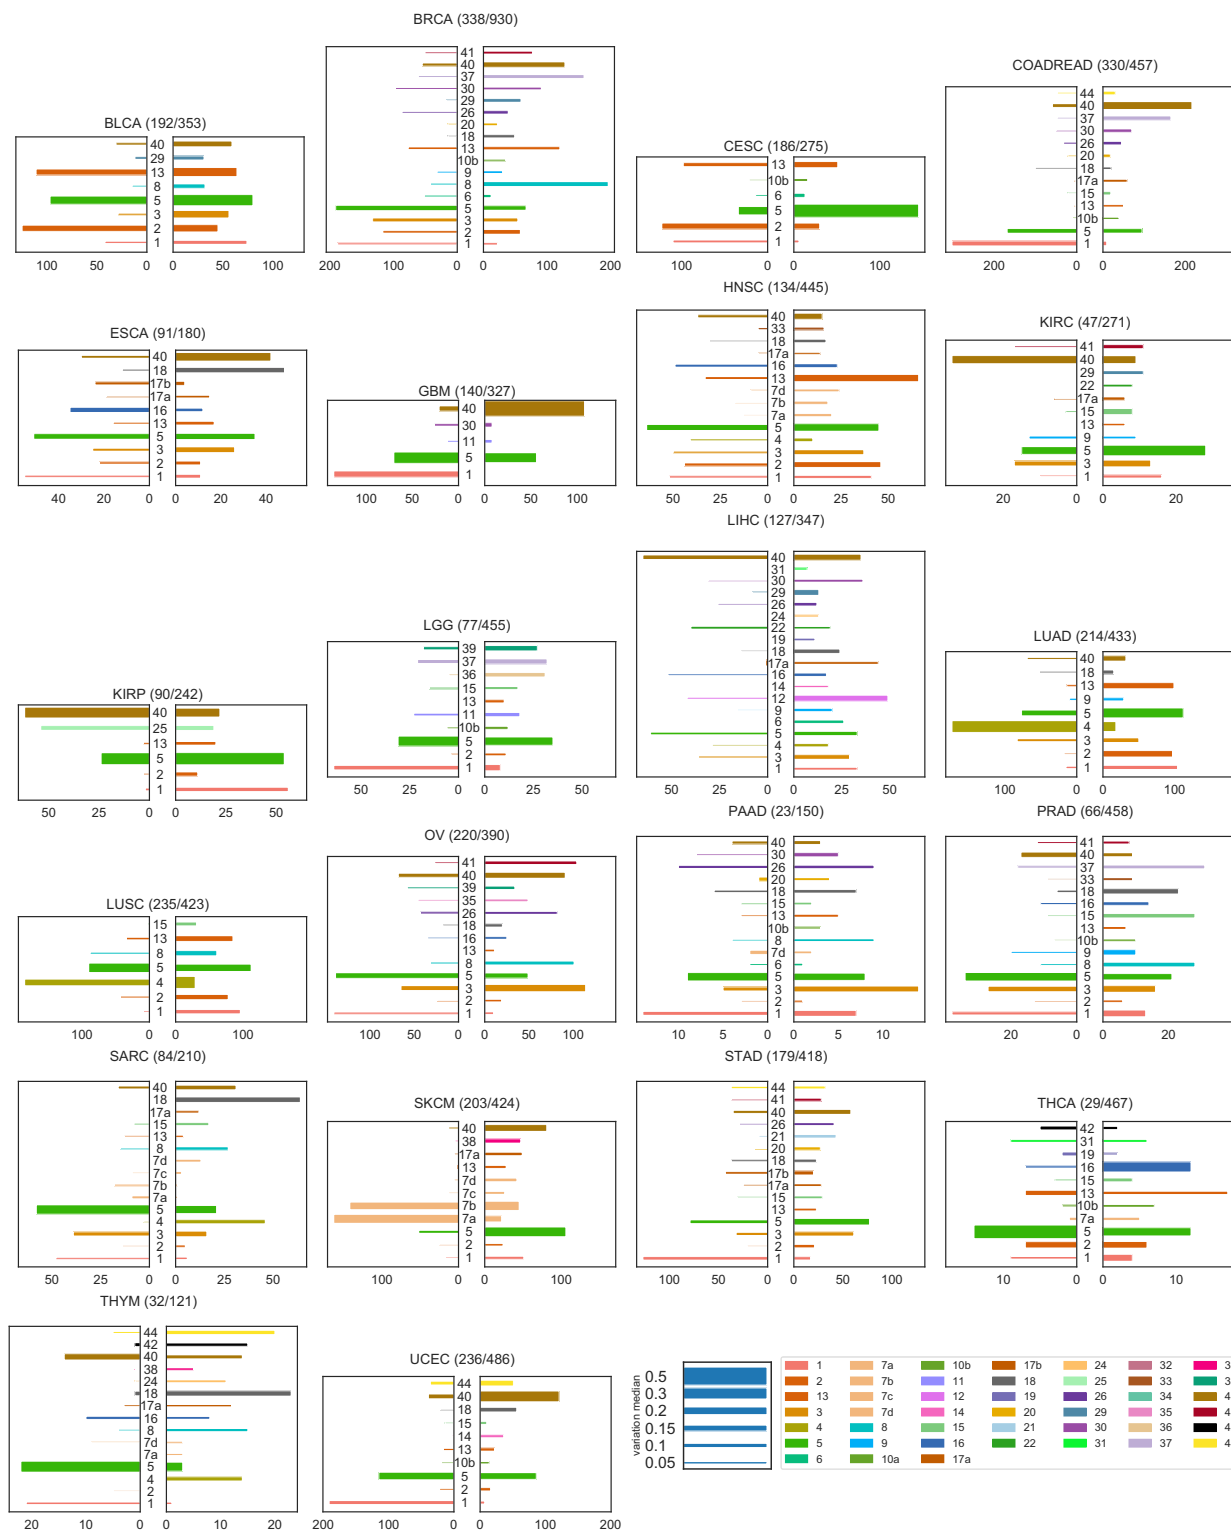 BRCA (338/930)
41
40
37
30
29
26
20
18
13
10b
9
8
6
5
3
2
1
200 150 100 50 0 0 50 100 150 200
COADREAD (330/457)
44
40
37
30
26
20
18
17a
15
13
10b
5
1
200 0 0 200
BLCA (192/353)
40
29
13
8
5
3
2
1
100 50 0 0 50 100
CESC (186/275)
13
10b
6
5
2
1
100 0 0 100
HNSC (134/445)
40
33
18
17a
16
13
7d
7b
7a
5
4
3
2
1
50 25 0 0 25 50
ESCA (91/180)
40
18
17b
17a
16
13
5
3
2
1
40 20 0 0 20 40
GBM (140/327)
40
30
11
5
1
100 50 0 0 50 100
KIRC (47/271)
41
40
29
22
17a
15
13
9
5
3
1
20 0 0 20
LIHC (127/347)
40
31
30
29
26
24
22
19
18
17a
16
14
12
9
6
5
4
3
1
50 25 0 0 25 50
LGG (77/455)
39
37
36
15
13
11
10b
5
2
1
50 25 0 0 25 50
LUAD (214/433)
40
18
13
9
5
4
3
2
1
100 0 0 100
KIRP (90/242)
40
25
13
5
2
1
50 25 0 0 25 50
PAAD (23/150)
40
30
26
20
18
15
13
10b
8
7d
6
5
3
2
1
10 5 0 0 5 10
PRAD (66/458)
41
40
37
33
18
16
15
13
10b
9
8
5
3
2
1
20 0 0 20
OV (220/390)
41
40
39
35
26
18
16
13
8
5
3
2
1
100 50 0 0 50 100
LUSC (235/423)
15
13
8
5
4
2
1
100 0 0 100
SARC (84/210)
40
18
17a
15
13
8
7d
7c
7b
7a
5
4
3
2
1
50 25 0 0 25 50
STAD (179/418)
44
41
40
26
21
20
18
17b
17a
15
13
5
3
2
1
100 50 0 0 50 100
SKCM (203/424)
40
38
17a
13
7d
7c
7b
7a
5
2
1
100 0 0 100
THCA (29/467)
42
31
19
16
15
13
10b
7a
5
2
1
10 0 0 10
THYM (32/121)
44
42
40
38
24
18
17a
16
8
7d
7a
5
4
2
1
20 10 0 0 10 20
UCEC (236/486)
44
40
18
15
14
13
10b
5
2
1
200 100 0 0 100 200
variation median
0.5
0.3
0.2
0.15
0.1
0.05
1 7a 10b 17b 24 32 3
2 7b 11 18 25 33 3
13 7c 12 19 26 34 4
3 7d 14 20 29 35 4
4 8 15 21 30 36 4
5 9 16 22 31 37 4
6 10a 17a